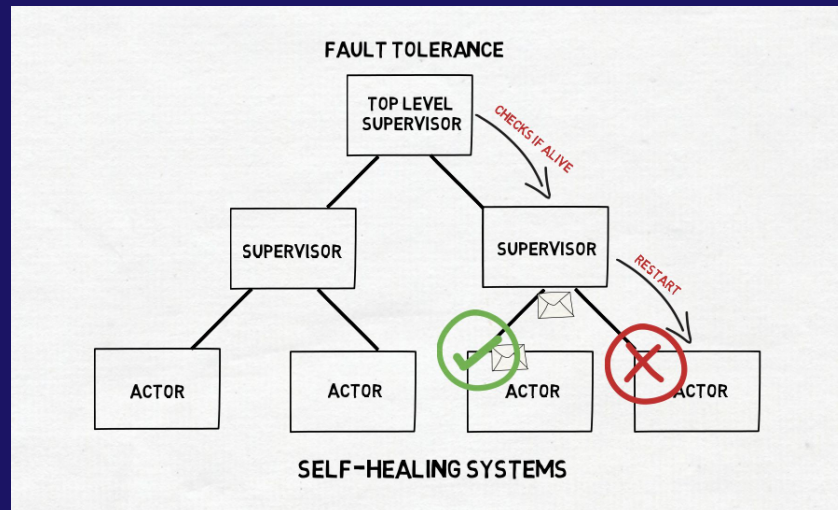 FAULT TOLERANCE
TOP LEVEL
SUPERVISOR
CHECKS IF ALIVE
SUPERVISOR
SUPERVISOR
RESTART
ACTOR
ACTOR
ACTOR
ACTOR
SELF-HEALING SYSTEMS